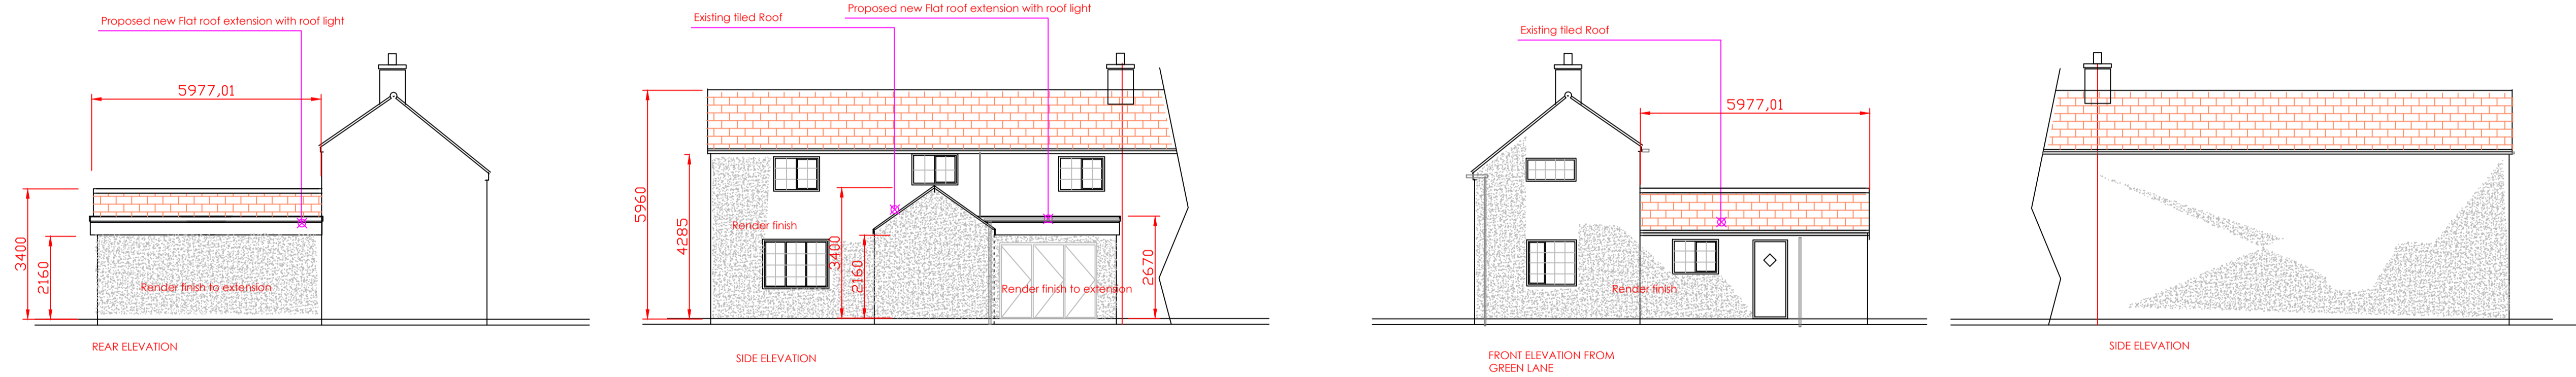 Proposed new Flat roof extension with roof light
5977,01
3400
2160
Render finish to extension
REAR ELEVATION
Existing tiled Roof
Proposed new Flat roof extension with roof light
5960
4285
Render finish
3400
2160
Render finish to extension
2670
SIDE ELEVATION
Existing tiled Roof
5977,01
Render finish
FRONT ELEVATION FROM
GREEN LANE
SIDE ELEVATION